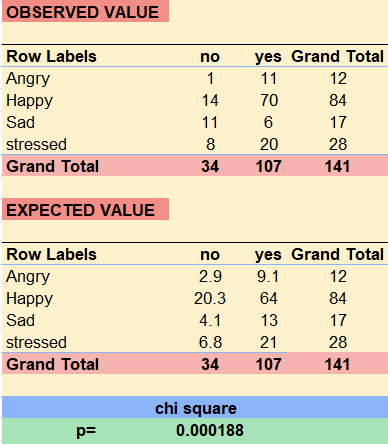 OBSERVED VALUE
Row Labels no yes Grand Total
Angry 1 11 12
Happy 14 70 84
Sad 11 6 17
stressed 8 20 28
Grand Total 34 107 141
EXPECTED VALUE
Row Labels no yes Grand Total
Angry 2.9 9.1 12
Happy 20.3 64 84
Sad 4.1 13 17
stressed 6.8 21 28
Grand Total 34 107 141
chi square
p= 0.000188